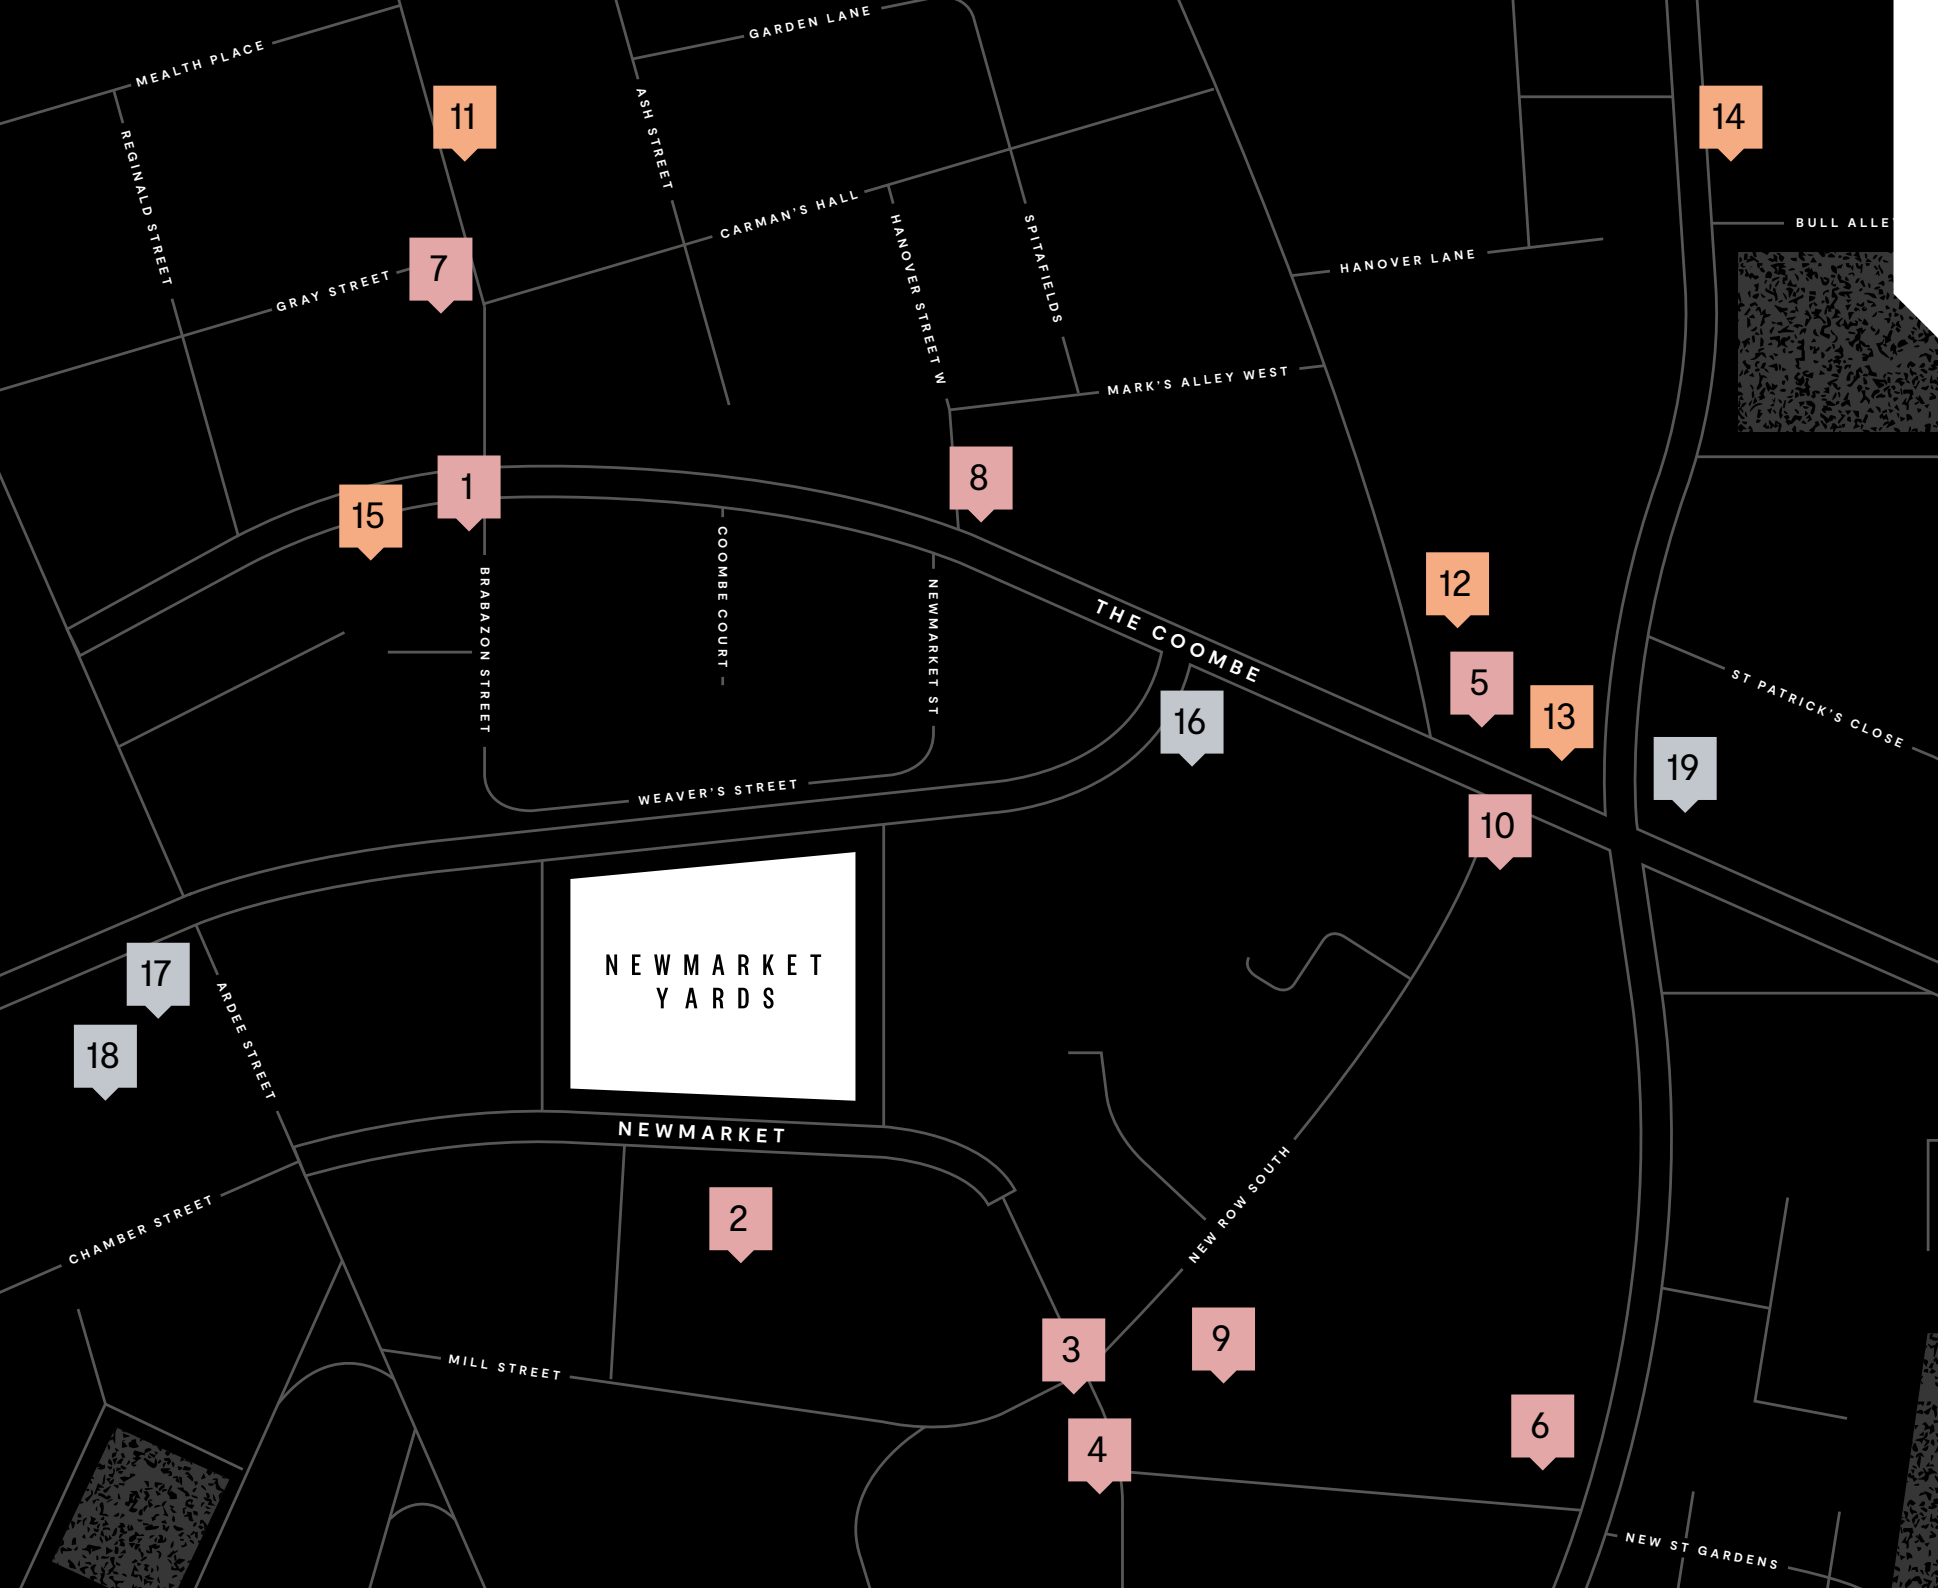 GARDEN LANE
MEALTH PLACE
11
14
ASH STREET
REGINALD STREET
CARMAN'S HALL
BULL ALLE
HANOVER STREET W
SPITAFIELDS
HANOVER LANE
7
GRAY STREET
MARK'S ALLEY WEST
8
1
15
12
COOMBE COURT
BRABAZON STREET
NEWMARKET ST
THE COOMBE
5
13
16
ST PATRICK'S CLOSE
19
WEAVER'S STREET
10
NEWMARKET
YARDS
17
18
ARDEE STREET
NEWMARKET
CHAMBER STREET
2
NEW ROW SOUTH
3
9
MILL STREET
4
6
NEW ST GARDENS